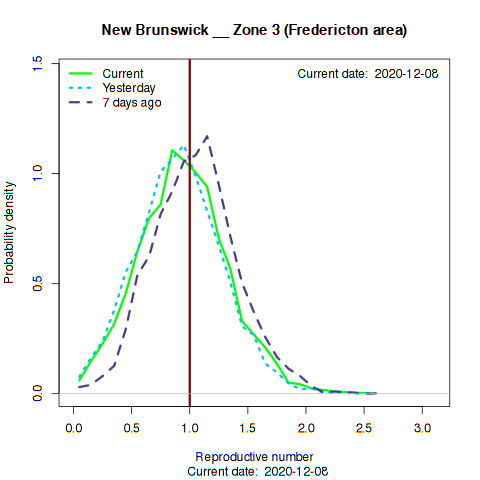 New Brunswick __ Zone 3 (Fredericton area)
Current
Yesterday
7 days ago
Current date: 2020-12-08
Probability density
1.5
1.0
0.5
0.0
0.0 0.5 1.0 1.5 2.0 2.5 3.0
Reproductive number
Current date: 2020-12-08